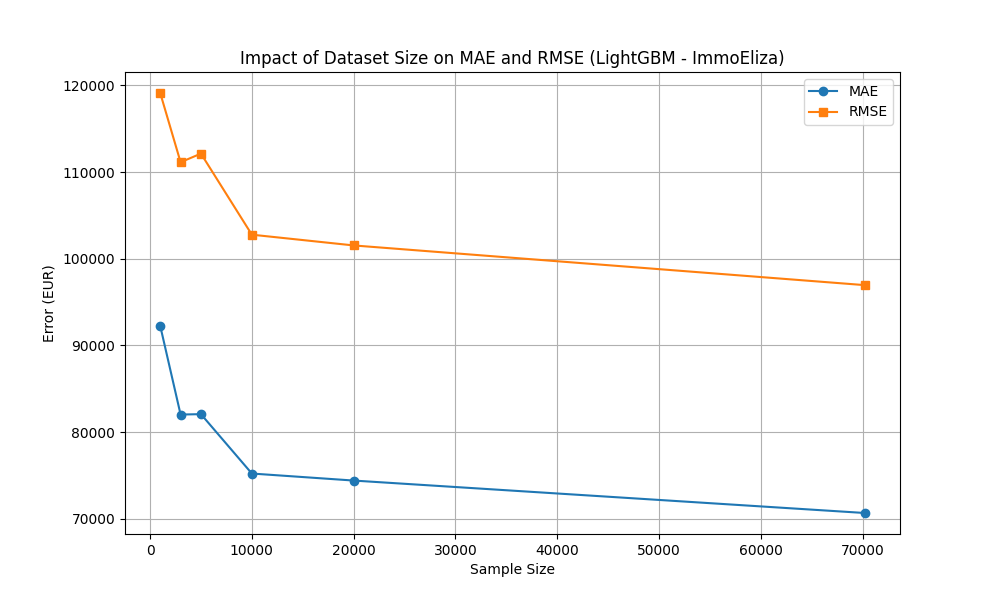 Impact of Dataset Size on MAE and RMSE (LightGBM - ImmoEliza)
MAE
RMSE
120000
110000
100000
90000
80000
70000
Error (EUR)
0
10000
20000
30000
40000
50000
60000
70000
Sample Size